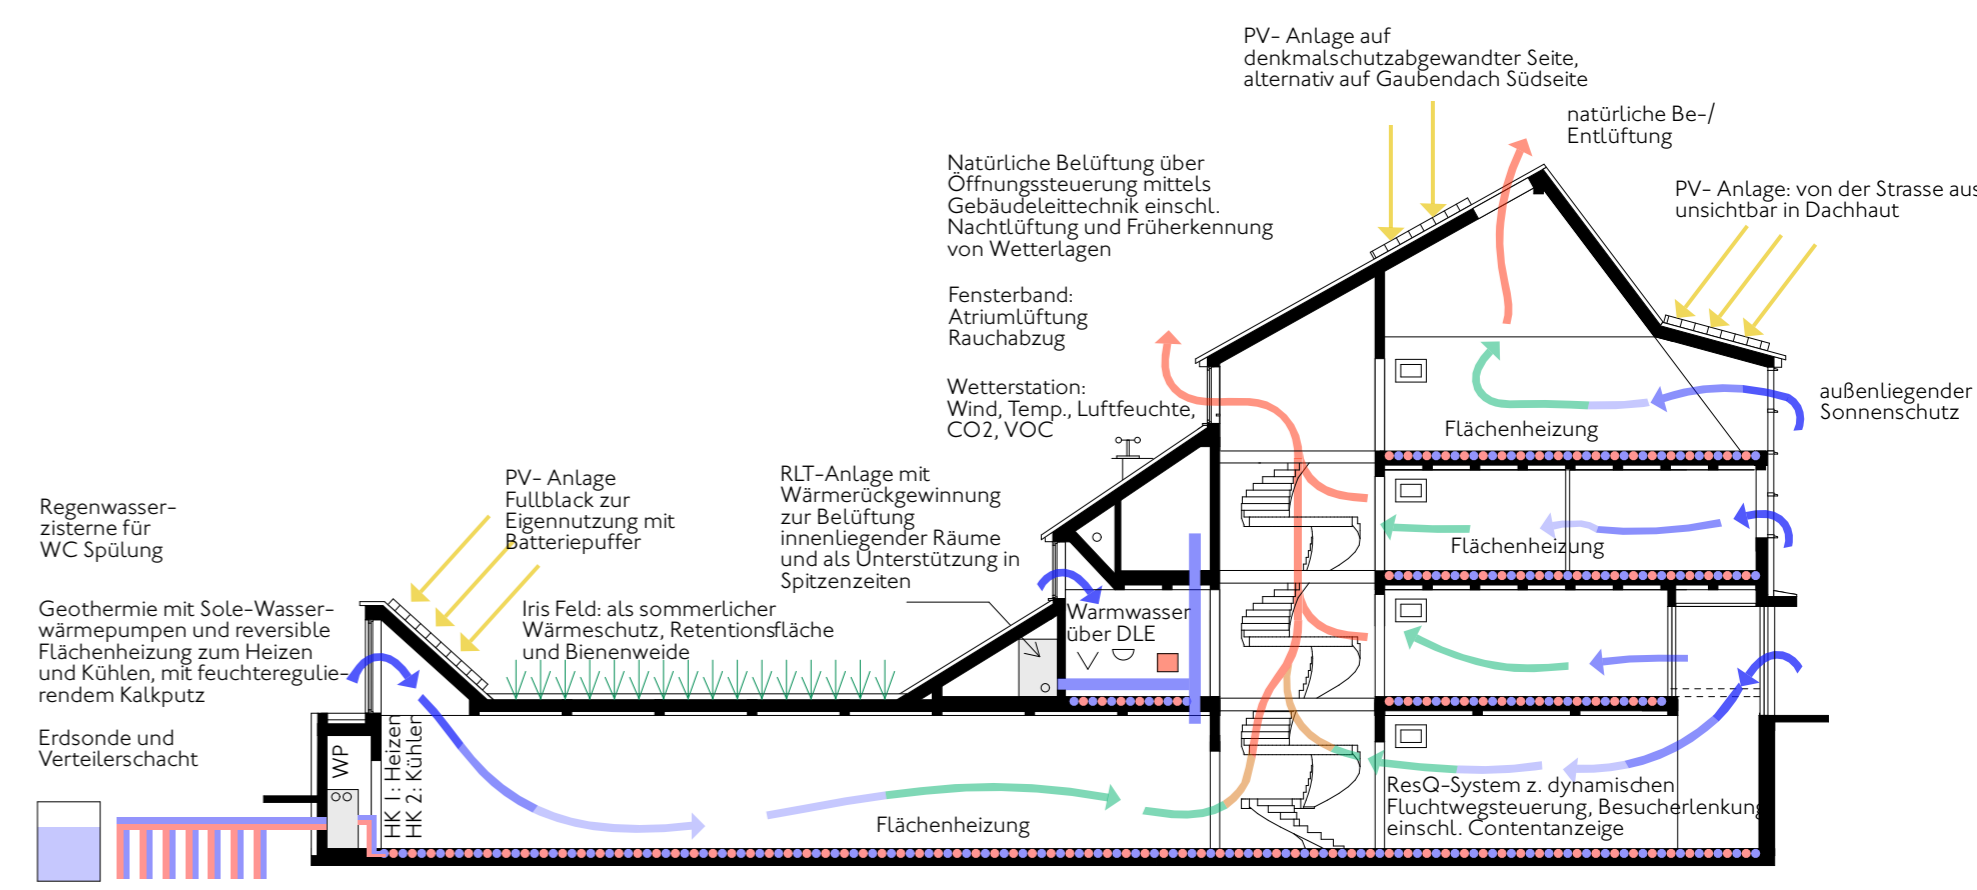 PV- Anlage auf
denkmalschutzabgewandter Seite,
alternativ auf Gaubendach Südseite
natürliche Be-/
Entlüftung
Natürliche Belüftung über
Öffnungssteuerung mittels
Gebäudeleittechnik einschl.
Nachtlüftung und Früherkennung
von Wetterlagen
PV- Anlage: von der Strasse aus
unsichtbar in Dachhaut
Fensterband:
Atriumlüftung
Rauchabzug
Wetterstation:
Wind, Temp., Luftfeuchte,
CO2, VOC
außenliegender
Sonnenschutz
Flächenheizung
PV- Anlage
Fullblack zur
Eigennutzung mit
Batteriepuffer
RLT-Anlage mit
Wärmerückgewinnung
zur Belüftung
innenliegender Räume
und als Unterstützung in
Spitzenzeiten
Regenwasser-
zisterne für
WC Spülung
Flächenheizung
Geothermie mit Sole-Wasser-
wärmepumpen und reversible
Flächenheizung zum Heizen
und Kühlen, mit feuchteregulie-
rendem Kalkputz
Iris Feld: als sommerlicher
Wärmeschutz, Retentionsfläche
und Bienenweide
Warmwasser
über DLE
Erdsonde und
Verteilerschacht
WP
HK 1: Heizen
HK 2: Kühlen
Flächenheizung
ResQ-System z. dynamischen
Fluchtwegsteuerung, Besucherlenkung
einschl. Contentanzeige